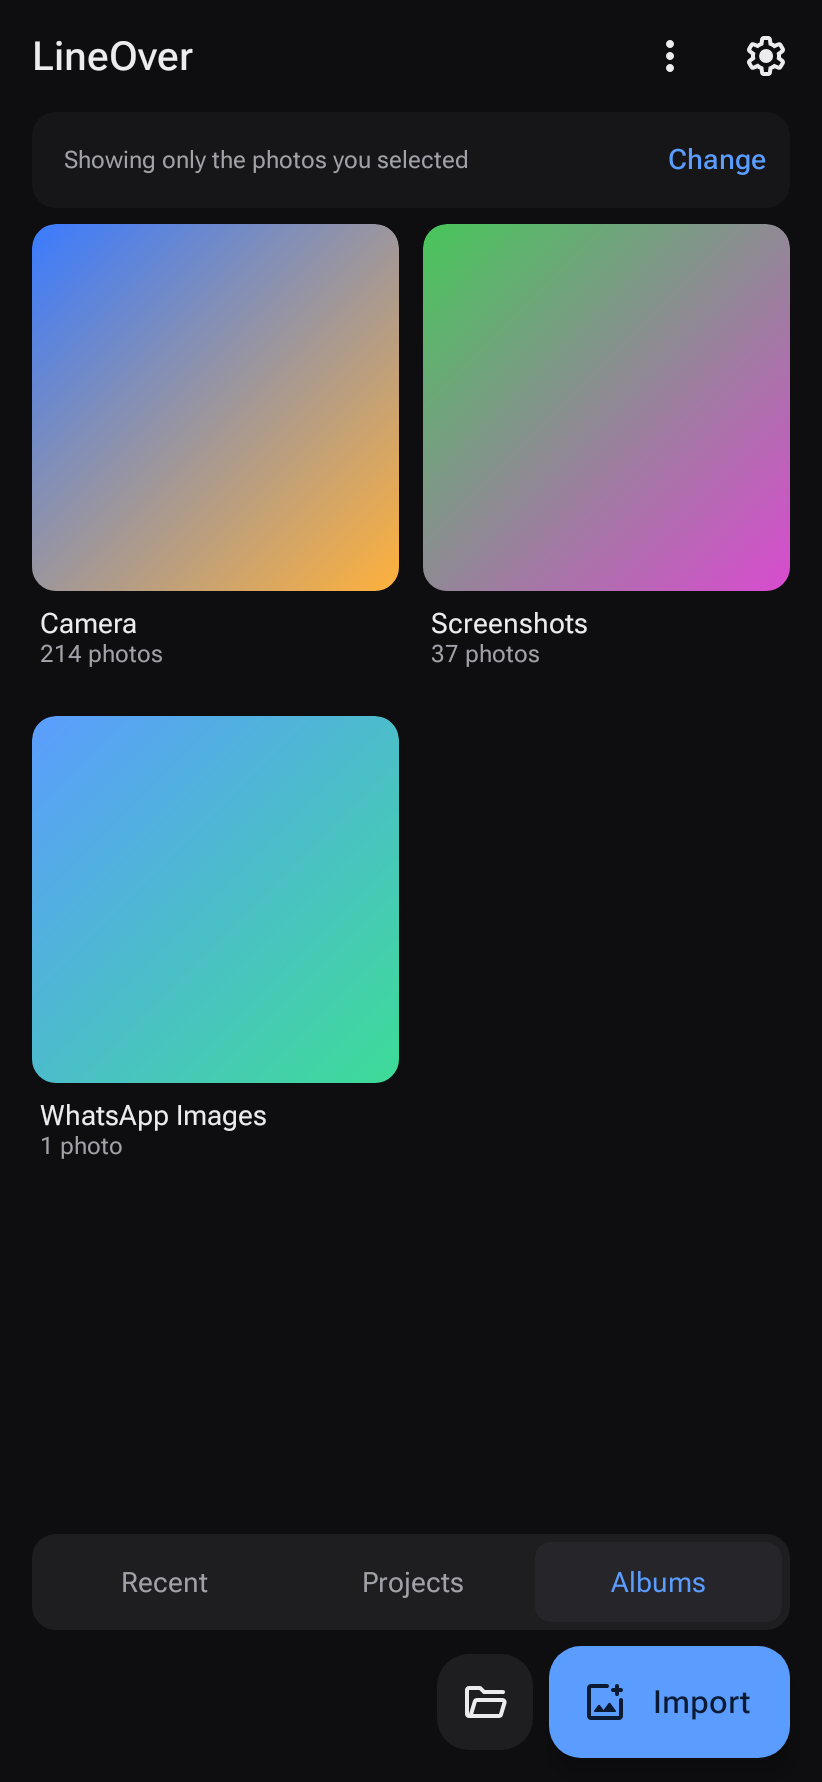 LineOver
Showing only the photos you selected
Change
Camera
214 photos
Screenshots
37 photos
WhatsApp Images
1 photo
Recent
Projects
Albums
Import